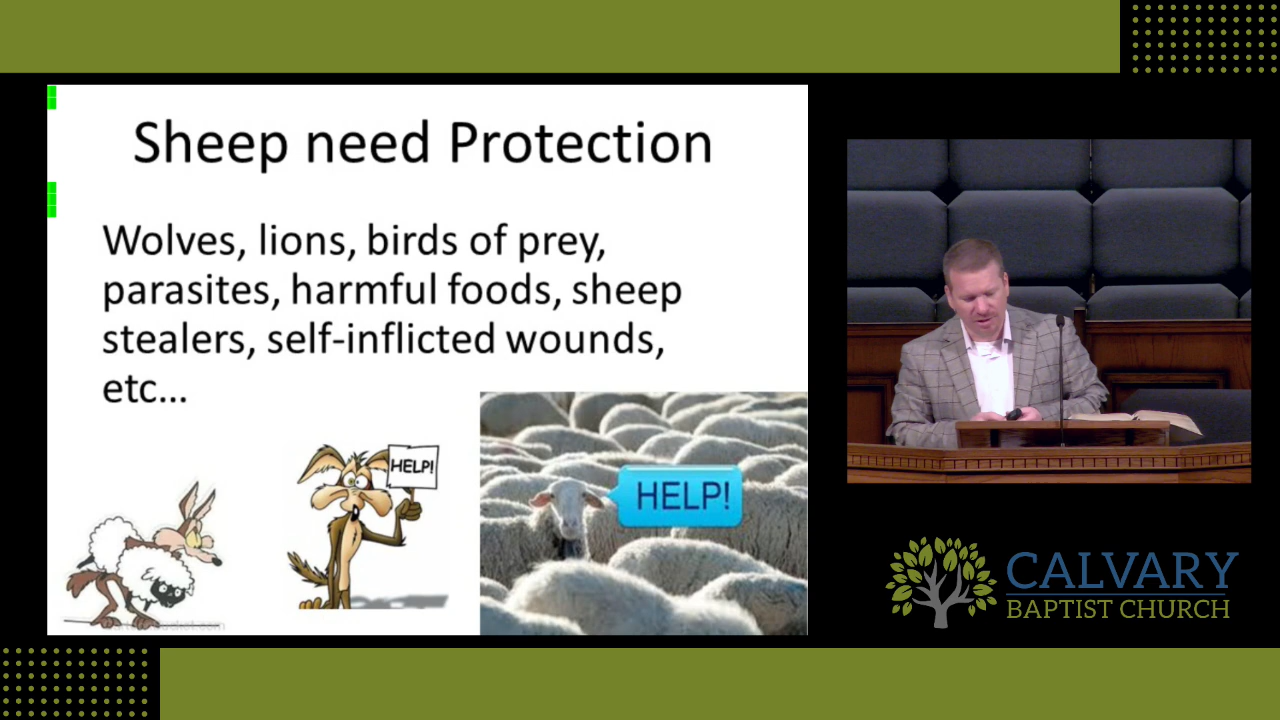 Sheep need Protection
Wolves, lions, birds of prey,
parasites, harmful foods, sheep
stealers, self-inflicted wounds,
etc...
HELP!
HELP!
CALVARY
BAPTIST CHURCH